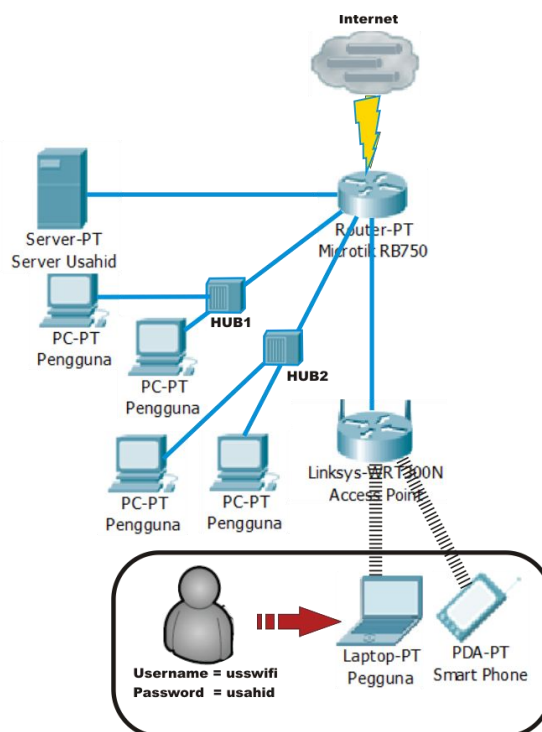 Internet
Server-PT
Server Usahid
Router-PT
Microtik RB750
HUB1
PC-PT
Pengguna
PC-PT
Pengguna
HUB2
PC-PT
Pengguna
PC-PT
Pengguna
Linksys-WRT300N
Access Point
Username = usswifi
Password = usahid
Laptop-PT
Pegguna
PDA-PT
Smart Phone